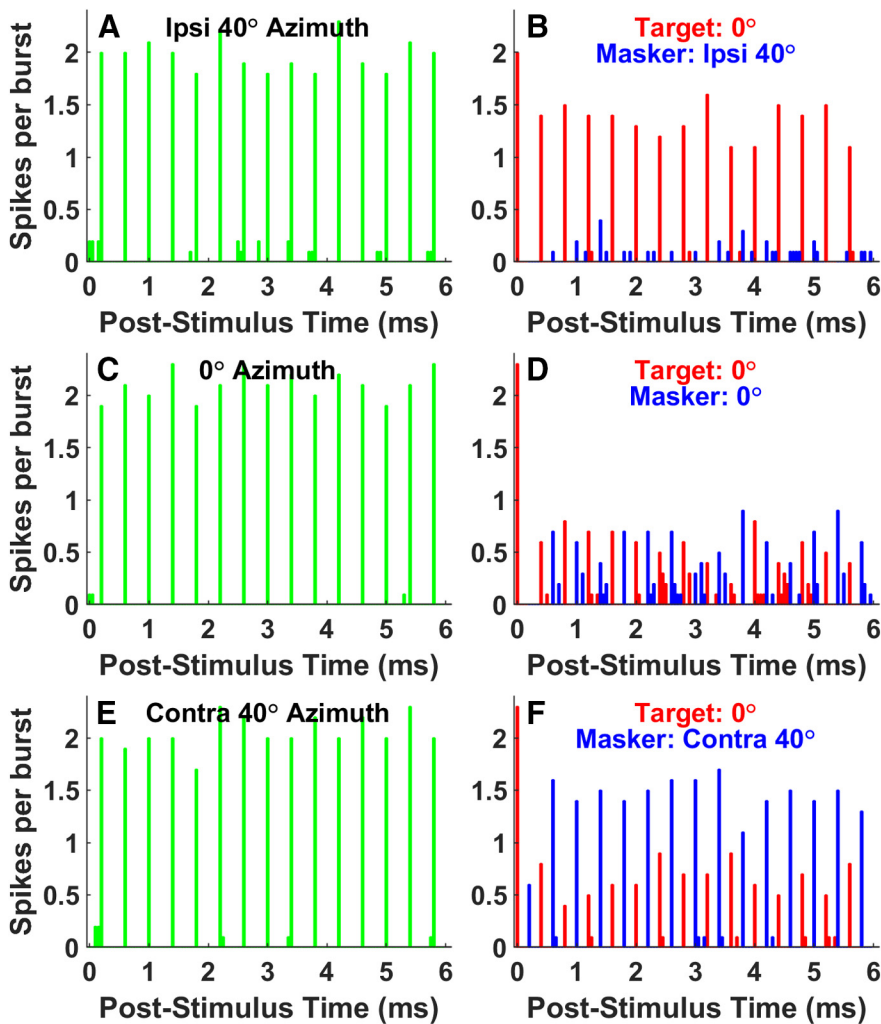 A
Ipsi 40° Azimuth
Spikes per burst
2
1.5
1
0.5
0
0 1 2 3 4 5 6
Post-Stimulus Time (ms)
B
Target: 0°
Masker: Ipsi 40°
2
1.5
1
0.5
0
0 1 2 3 4 5 6
Post-Stimulus Time (ms)
C
0° Azimuth
Spikes per burst
2
1.5
1
0.5
0
0 1 2 3 4 5 6
Post-Stimulus Time (ms)
D
Target: 0°
Masker: 0°
2
1.5
1
0.5
0
0 1 2 3 4 5 6
Post-Stimulus Time (ms)
E
Contra 40° Azimuth
Spikes per burst
2
1.5
1
0.5
0
0 1 2 3 4 5 6
Post-Stimulus Time (ms)
F
Target: 0°
Masker: Contra 40°
2
1.5
1
0.5
0
0 1 2 3 4 5 6
Post-Stimulus Time (ms)